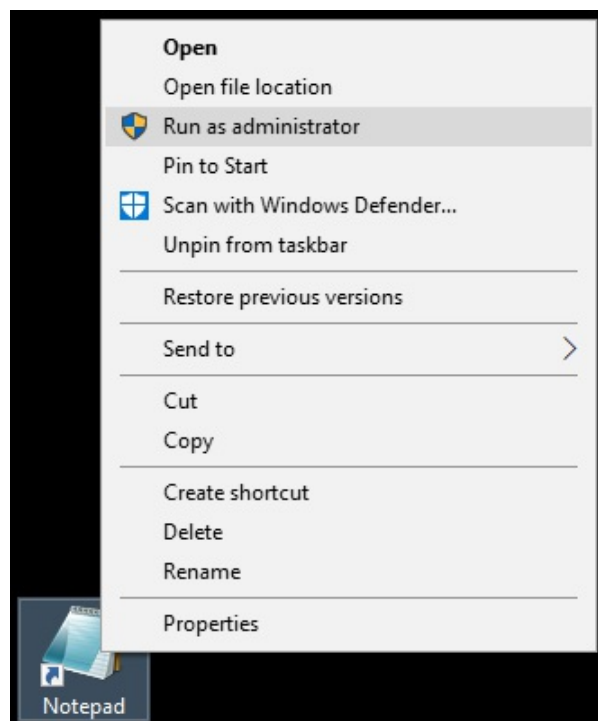 Open
Open file location
Run as administrator
Pin to Start
Scan with Windows Defender...
Unpin from taskbar
Restore previous versions
Send to
Cut
Copy
Create shortcut
Delete
Rename
Properties
Notepad